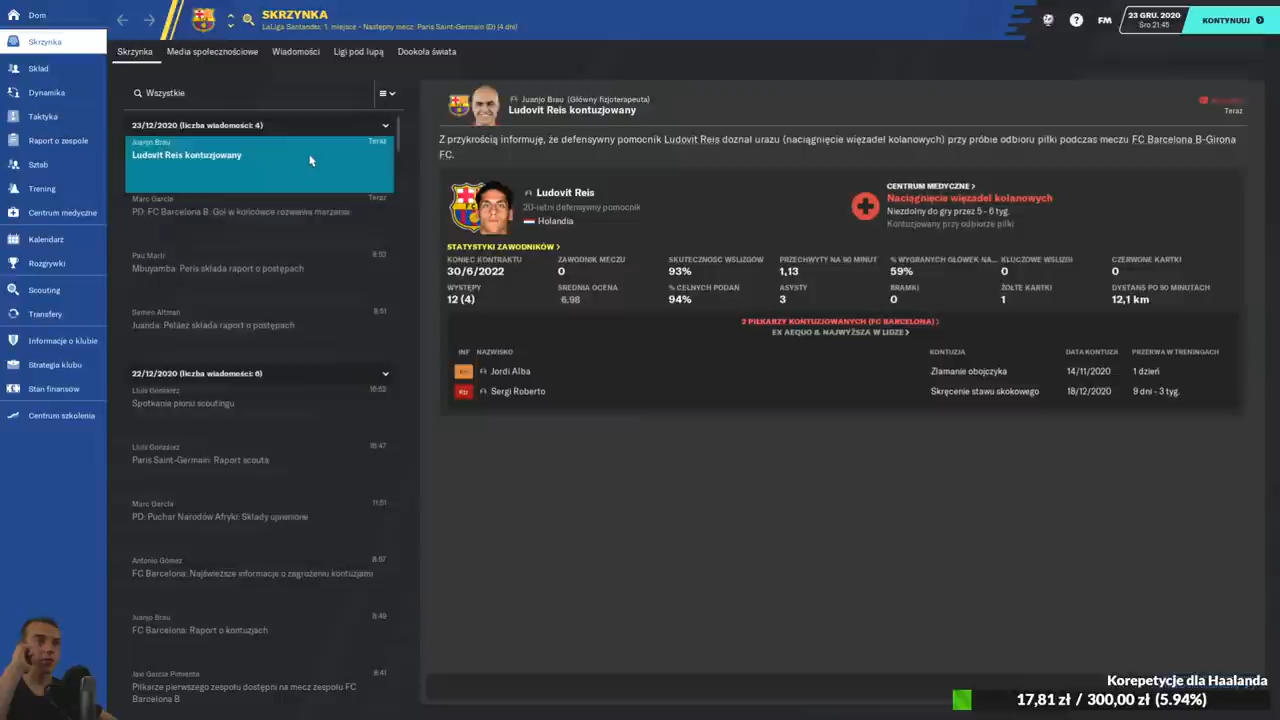 Dom
Skrzynka
Skład
Dynamika
Taktyka
Raport o zespole
Sztab
Trening
Centrum medyczne
Kalendarz
Rozgrywki
Scouting
Transfery
Informacje o klubie
Strategia klubu
Stan finansów
Centrum szkolenia
SKRZYNKA
LaLiga Santander: 1. miejsce - Następny mecz: Paris Saint-Germain (D) (4 dni)
FM
23 GRU. 2020
Śro 21:45
KONTYNUUJ
Skrzynka Media społecznościowe Wiadomości Ligi pod lupą Dookoła świata
Wszystkie
23/12/2020 (liczba wiadomości: 4)
Juanjo Brau Teraz
Ludovit Reis kontuzjowany
Marc García Teraz
PD: FC Barcelona B: Gol w końcówce rozwiewa marzenia
Pau Martí 8:52
Mbuyamba: Peris składa raport o postępach
Sameo Altman 8:51
Juanda: Peláez składa raport o postępach
22/12/2020 (liczba wiadomości: 6)
Lluís González 16:52
Spotkania pionu scoutingu
Lluís González 16:47
Paris Saint-Germain: Raport scouta
Marc García 11:51
PD: Puchar Narodów Afryki: Składy ujawnione
Antonio Gómez 8:57
FC Barcelona: Najświeższe informacje o zagrożeniu kontuzjami
Juanjo Brau 8:49
FC Barcelona: Raport o kontuzjach
Javi García Pimienta 8:41
Piłkarze pierwszego zespołu dostępni na mecz zespołu FC
Barcelona B
Juanjo Brau (Główny fizjoterapeuta)
Ludovit Reis kontuzjowany
Teraz
Z przykrością informuję, że defensywny pomocnik Ludovit Reis doznał urazu (naciągnięcie więzadeł kolanowych) przy próbie odbioru piłki podczas meczu FC Barcelona B-Girona
FC.
Ludovit Reis
20-letni defensywny pomocnik
Holandia
CENTRUM MEDYCZNE >
Naciągnięcie więzadeł kolanowych
Niezdolny do gry przez 5 - 6 tyg.
Kontuzjowany przy odbiorze piłki
STATYSTYKI ZAWODNIKÓW >
KONIEC KONTRAKTU ZAWODNIK MECZU SKUTECZNOŚĆ WŚLIZGÓW PRZECHWYTY NA 90 MINUT % WYGRANYCH GŁÓWEK NA... KLUCZOWE WŚLIZGI CZERWONE KARTKI
30/6/2022 0 93% 1,13 59% 0 0
WYSTĘPY ŚREDNIA OCENA % CELNYCH PODAŃ ASYSTY BRAMKI ŻÓŁTE KARTKI DYSTANS PO 90 MINUTACH
12 (4) 6.98 94% 3 0 1 12,1 km
2 PIŁKARZY KONTUZJOWANYCH (FC BARCELONA) >
EX AEQUO 8. NAJWYŻSZA W LIDZE >
INF NAZWISKO KONTUZJA DATA KONTUZJI PRZERWA W TRENINGACH
Jordi Alba Złamanie obojczyka 14/11/2020 1 dzień
Sergi Roberto Skręcenie stawu skokowego 18/12/2020 9 dni - 3 tyg.
Korepetycje dla Haalanda
17,81 zł / 300,00 zł (5.94%)